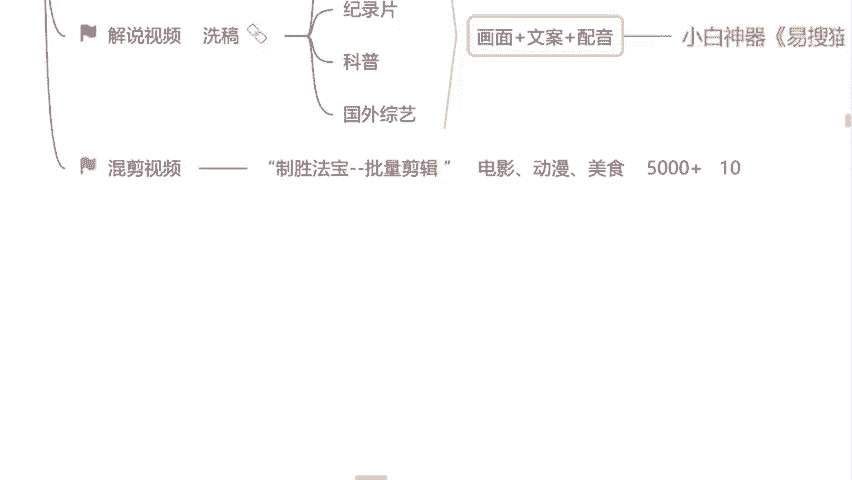 纪录片
解说视频 洗稿 画面+文案+配音 小白神器《易搜猫
科普
国外综艺
混剪视频 “制胜法宝--批量剪辑 ” 电影、动漫、美食 5000+ 10